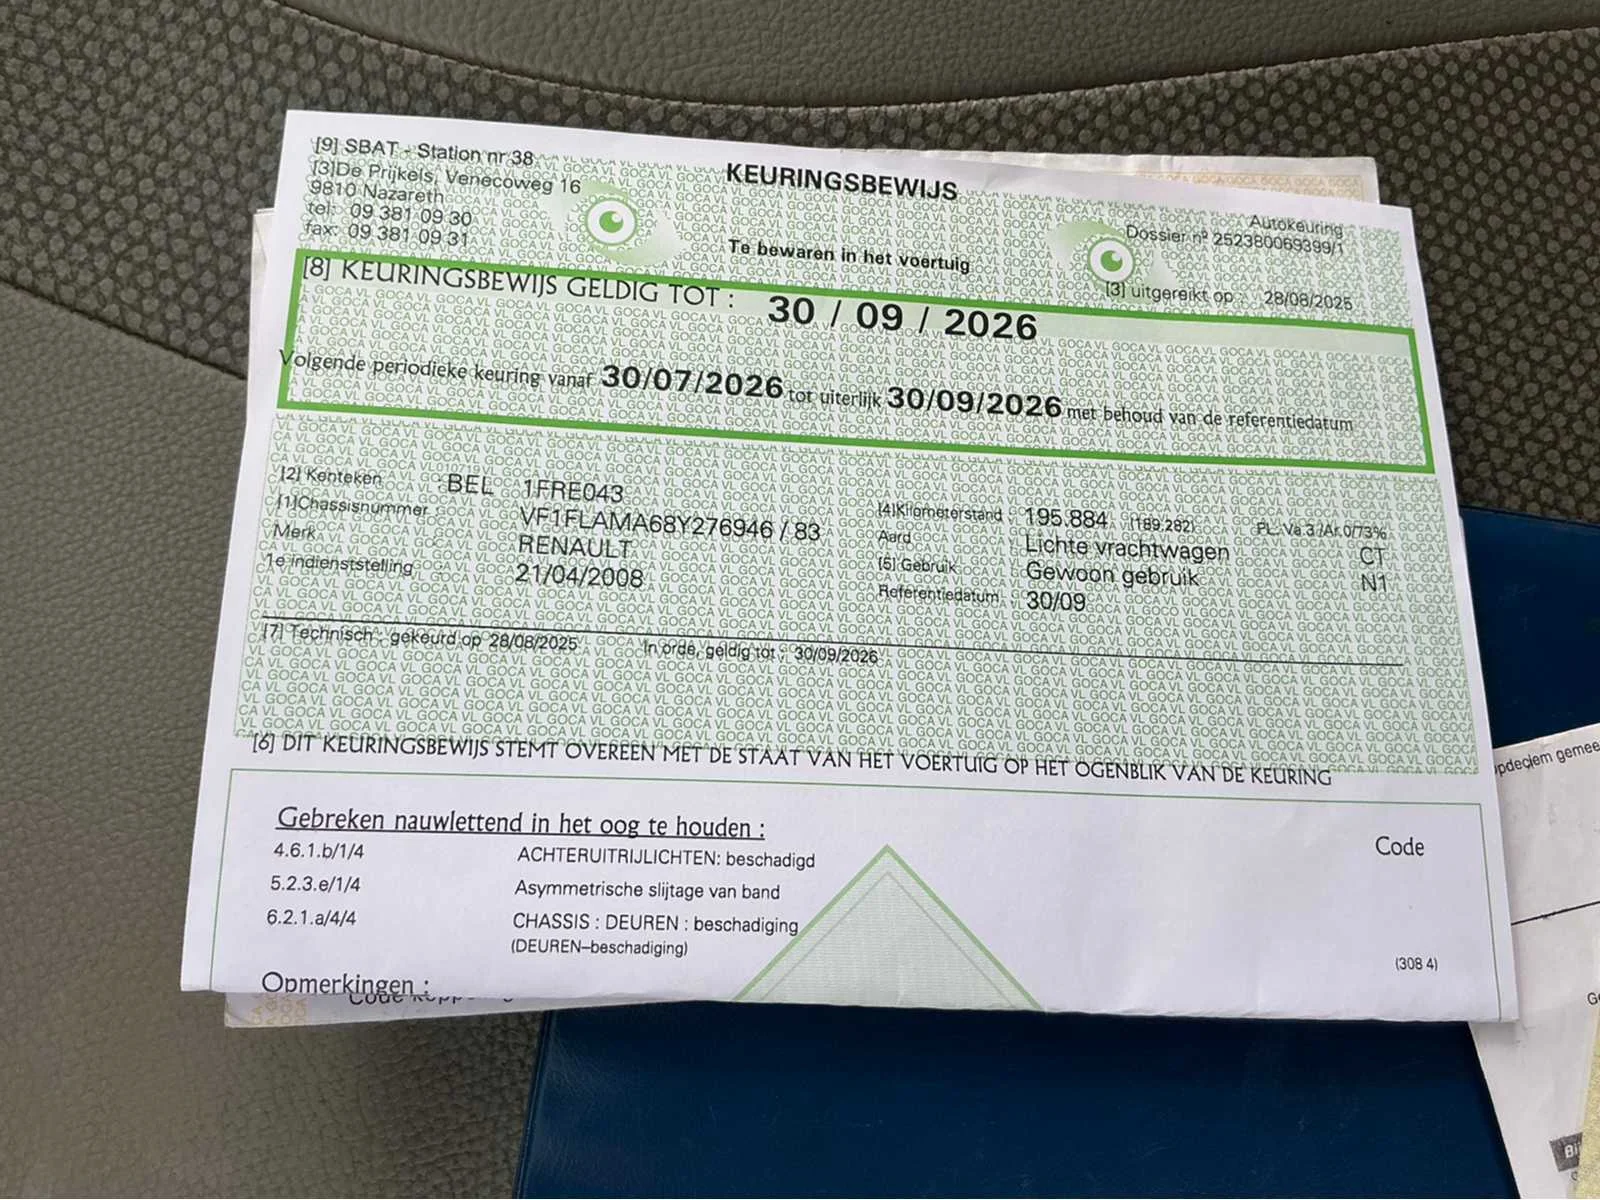 [9] SBAT - Station nr 38
[3]De Prijkels, Venecoweg 16
9810 Nazareth
tel: 09 381 09 30
fax: 09 381 09 31
KEURINGSBEWIJS
Te bewaren in het voertuig
Autokeuring
Dossier nº 252380069399/1
[3] uitgereikt op : 28/08/2025
[8] KEURINGSBEWIJS GELDIG TOT : 30 / 09 / 2026
Volgende periodieke keuring vanaf 30/07/2026 tot uiterlijk 30/09/2026 met behoud van de referentiedatum
[2] Kenteken : BEL 1FRE043
[1]Chassisnummer : VF1FLAMA68Y276946 / 83
Merk : RENAULT
1e indienststelling : 21/04/2008
[4]Kilometerstand : 195.884 (189.282) PL: Va.3/Ar.0/73%
Aard : Lichte vrachtwagen CT
[5] Gebruik : Gewoon gebruik N1
Referentiedatum : 30/09
[7] Technisch : gekeurd op 28/08/2025 In orde, geldig tot : 30/09/2026
[6] DIT KEURINGSBEWIJS STEMT OVEREEN MET DE STAAT VAN HET VOERTUIG OP HET OGENBLIK VAN DE KEURING
Gebreken nauwlettend in het oog te houden :
Code
4.6.1.b/1/4 ACHTERUITRIJLICHTEN: beschadigd
5.2.3.e/1/4 Asymmetrische slijtage van band
6.2.1.a/4/4 CHASSIS : DEUREN : beschadiging
(DEUREN–beschadiging)
(308 4)
Opmerkingen :